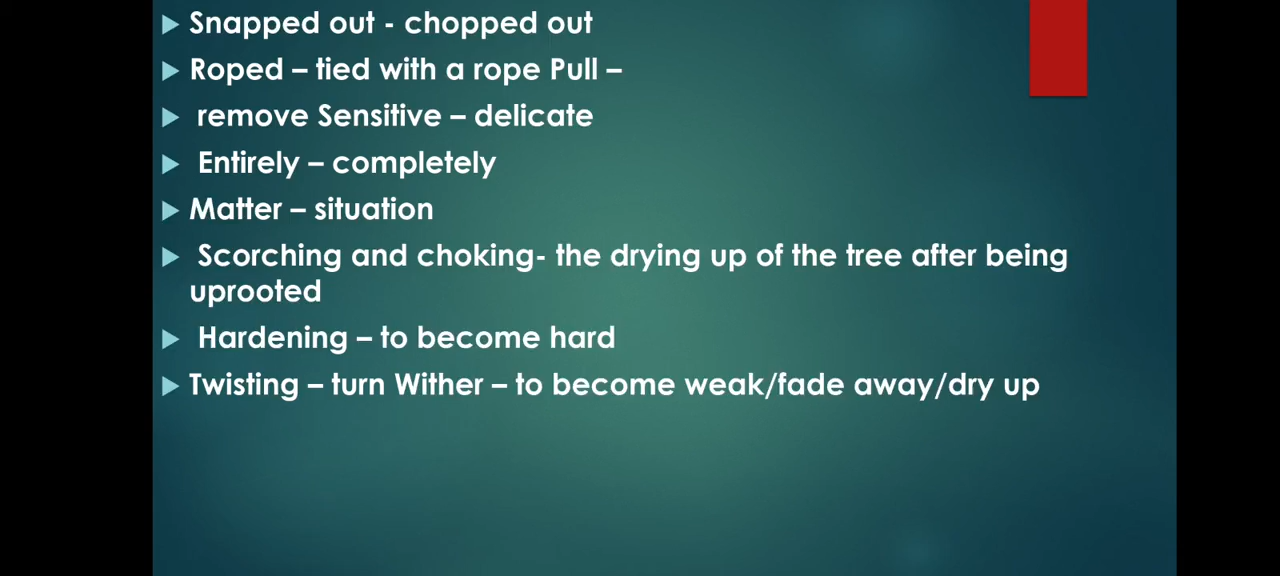 Snapped out - chopped out
Roped – tied with a rope Pull –
remove Sensitive – delicate
Entirely – completely
Matter – situation
Scorching and choking- the drying up of the tree after being
uprooted
Hardening – to become hard
Twisting – turn Wither – to become weak/fade away/dry up